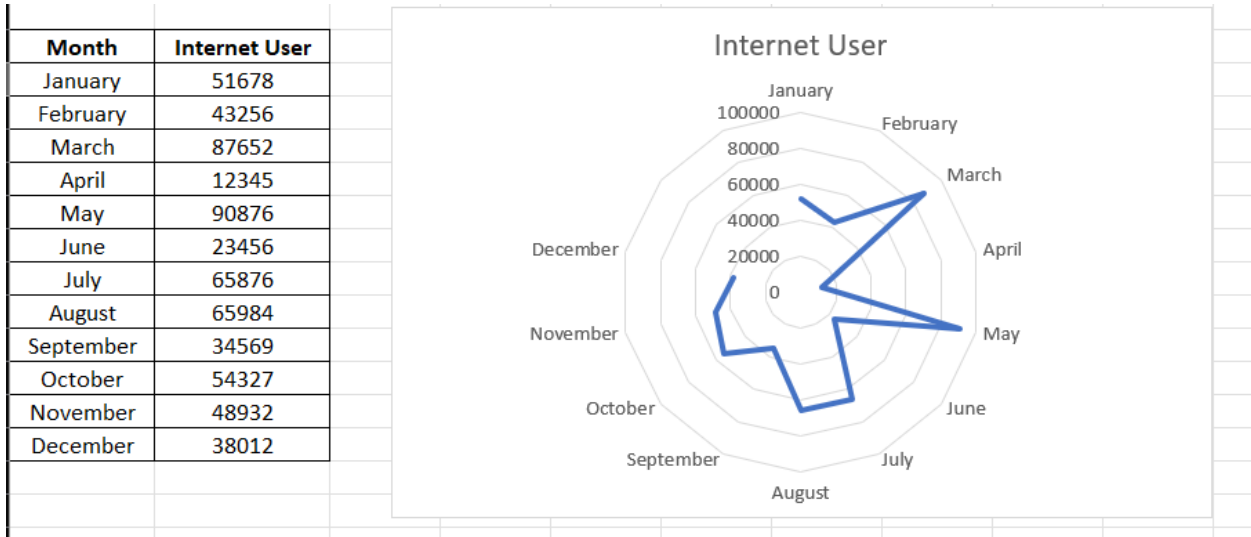 Month Internet User
January 51678
February 43256
March 87652
April 12345
May 90876
June 23456
July 65876
August 65984
September 34569
October 54327
November 48932
December 38012
Internet User
January
100000
February
80000
March
60000
40000
December
20000
April
0
November
May
October
June
September
July
August